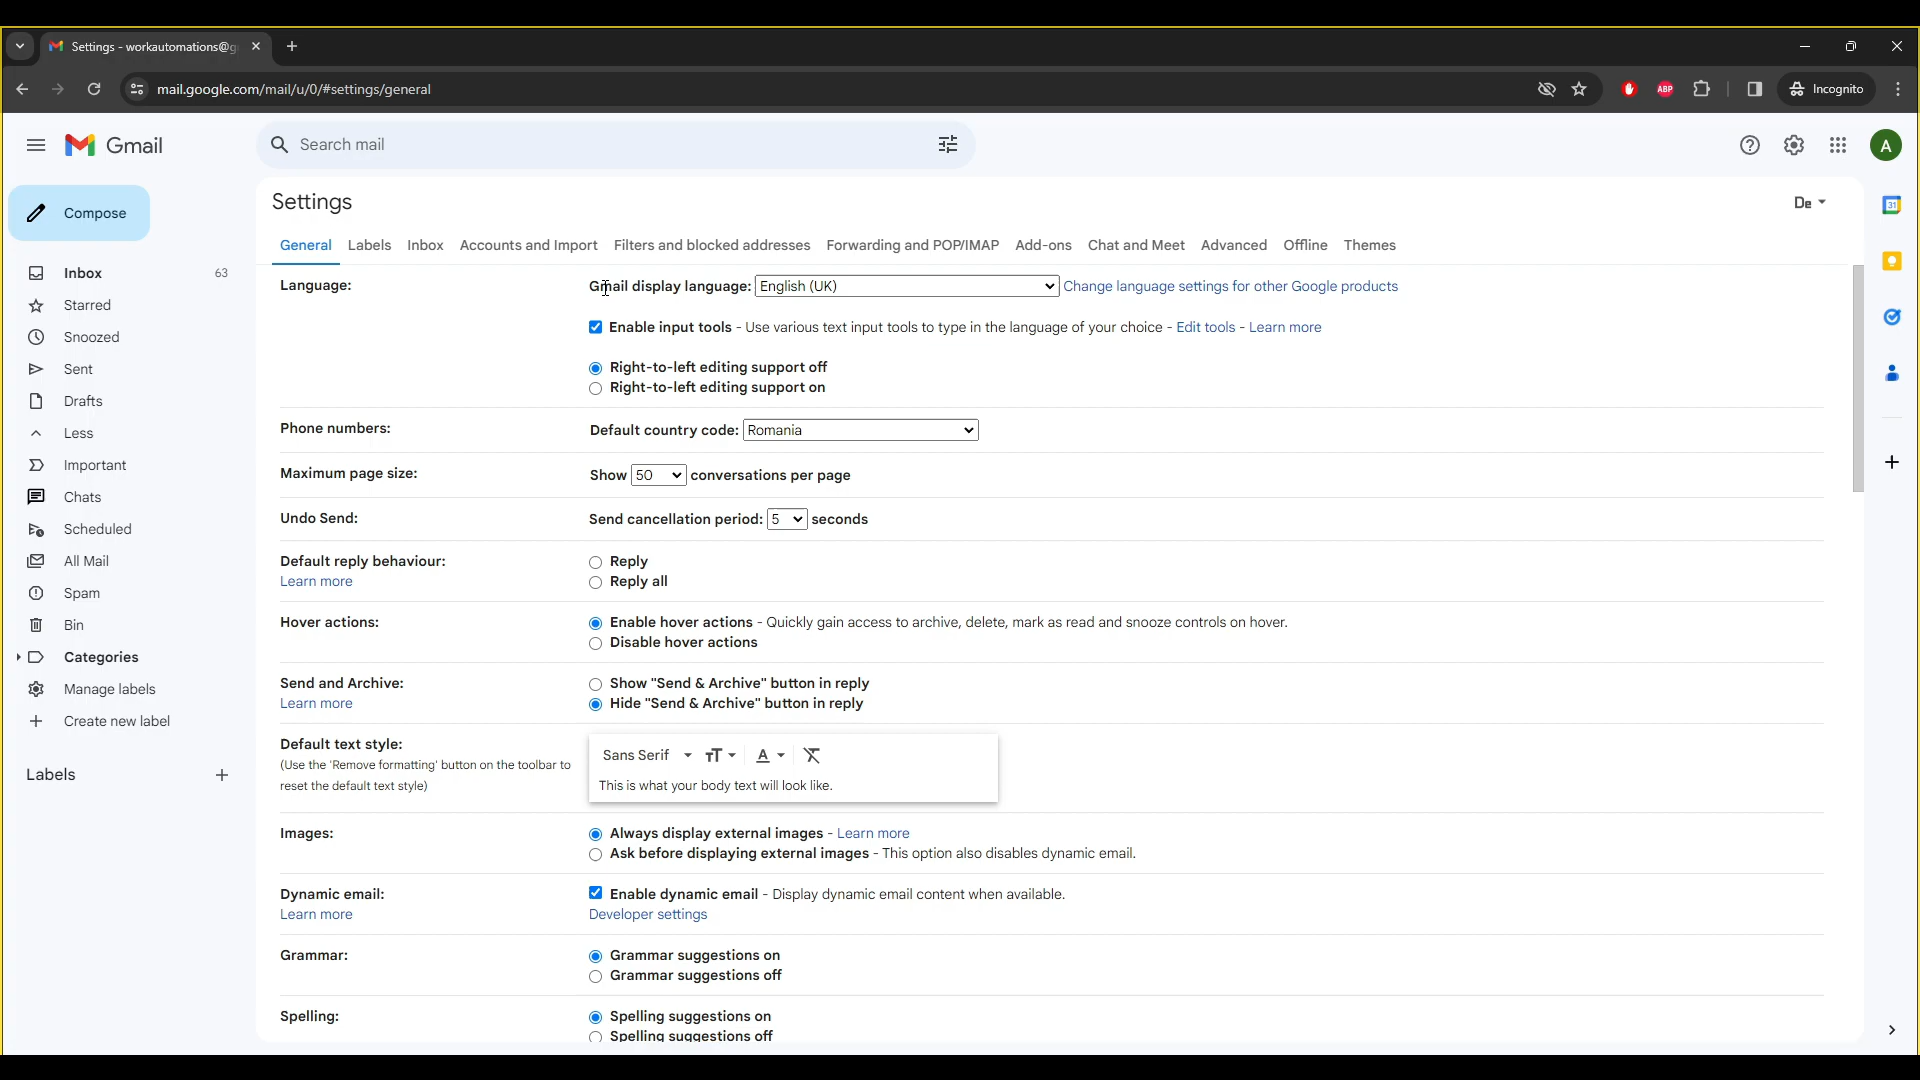 Settings - workautomations@g
mail.google.com/mail/u/0/#settings/general
ABP
Incognito
Gmail
Search mail
A
Compose
Inbox 63
Starred
Snoozed
Sent
Drafts
Less
Important
Chats
Scheduled
All Mail
Spam
Bin
Categories
Manage labels
Create new label
Labels
Settings
De
General Labels Inbox Accounts and Import Filters and blocked addresses Forwarding and POP/IMAP Add-ons Chat and Meet Advanced Offline Themes
Language: Gmail display language: English (UK) Change language settings for other Google products
Enable input tools - Use various text input tools to type in the language of your choice - Edit tools - Learn more
Right-to-left editing support off
Right-to-left editing support on
Phone numbers: Default country code: Romania
Maximum page size: Show 50 conversations per page
Undo Send: Send cancellation period: 5 seconds
Default reply behaviour: Reply
Learn more Reply all
Hover actions: Enable hover actions - Quickly gain access to archive, delete, mark as read and snooze controls on hover.
Disable hover actions
Send and Archive: Show "Send & Archive" button in reply
Learn more Hide "Send & Archive" button in reply
Default text style:
(Use the 'Remove formatting' button on the toolbar to
reset the default text style)
Sans Serif
This is what your body text will look like.
Images: Always display external images - Learn more
Ask before displaying external images - This option also disables dynamic email.
Dynamic email: Enable dynamic email - Display dynamic email content when available.
Learn more Developer settings
Grammar: Grammar suggestions on
Grammar suggestions off
Spelling: Spelling suggestions on
Spelling suggestions off
31